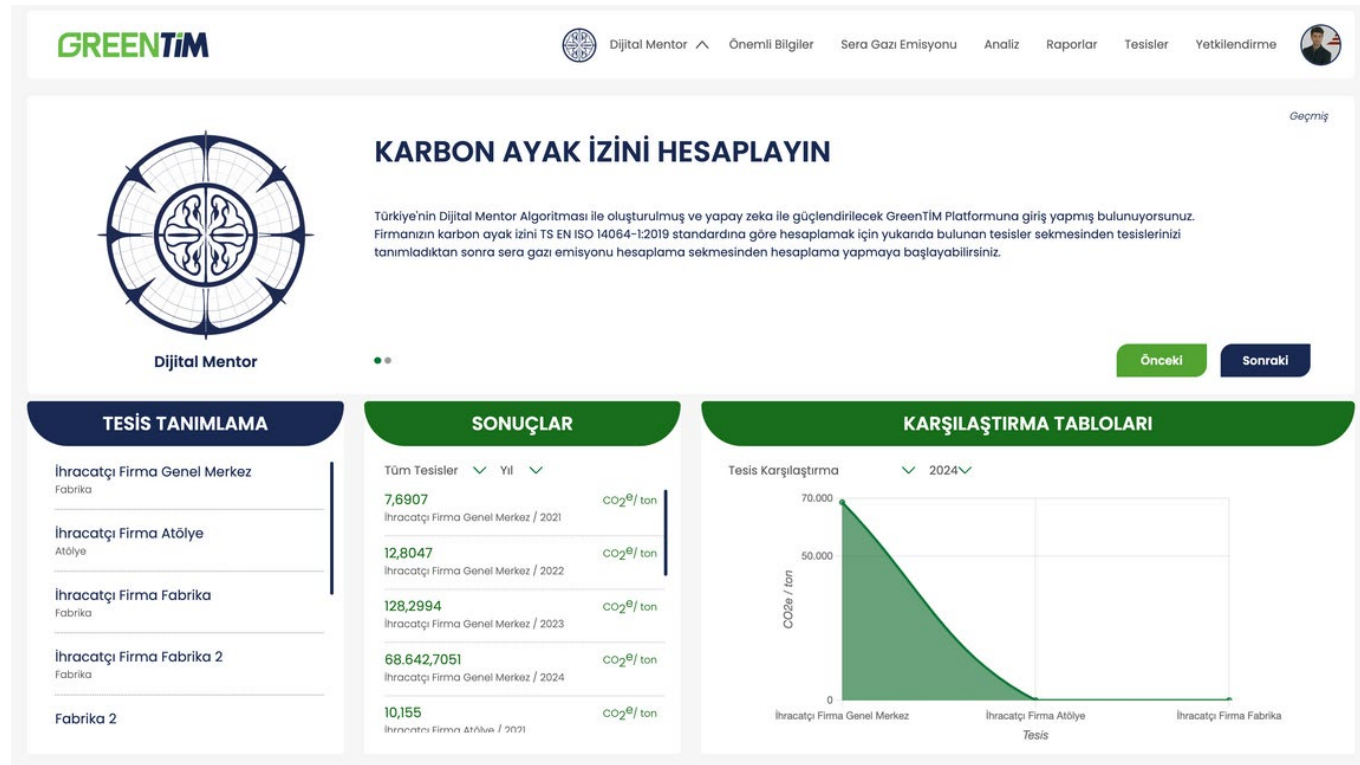 GREENTiM
Dijital Mentor
Önemli Bilgiler
Sera Gazı Emisyonu
Analiz
Raporlar
Tesisler
Yetkilendirme
Geçmiş
KARBON AYAK İZİNİ HESAPLAYIN
Türkiye'nin Dijital Mentor Algoritması ile oluşturulmuş ve yapay zeka ile güçlendirilecek GreenTİM Platformuna giriş yapmış bulunuyorsunuz.
Firmanızın karbon ayak izini TS EN ISO 14064-1:2019 standardına göre hesaplamak için yukarıda bulunan tesisler sekmesinden tesislerinizi
tanımladıktan sonra sera gazı emisyonu hesaplama sekmesinden hesaplama yapmaya başlayabilirsiniz.
Dijital Mentor
Önceki
Sonraki
TESİS TANIMLAMA
İhracatçı Firma Genel Merkez
Fabrika
İhracatçı Firma Atölye
Atölye
İhracatçı Firma Fabrika
Fabrika
İhracatçı Firma Fabrika 2
Fabrika
Fabrika 2
SONUÇLAR
Tüm Tesisler Yıl
7,6907 CO2e/ ton
İhracatçı Firma Genel Merkez / 2021
12,8047 CO2e/ ton
İhracatçı Firma Genel Merkez / 2022
128,2994 CO2e/ ton
İhracatçı Firma Genel Merkez / 2023
68.642,7051 CO2e/ ton
İhracatçı Firma Genel Merkez / 2024
10,155 CO2e/ ton
İhracatçı Firma Atölye / 2021
KARŞILAŞTIRMA TABLOLARI
Tesis Karşılaştırma 2024
70.000
50.000
0
CO2e / ton
İhracatçı Firma Genel Merkez
İhracatçı Firma Atölye
İhracatçı Firma Fabrika
Tesis